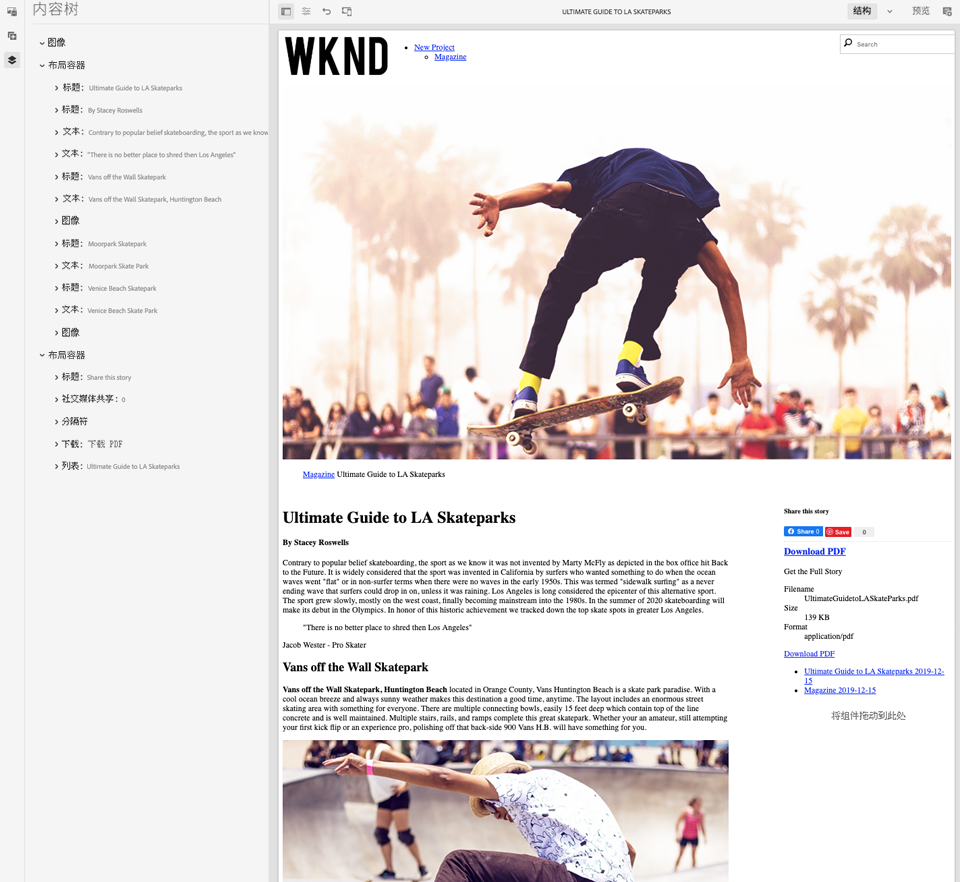 内容树
图像
布局容器
标题： Ultimate Guide to LA Skateparks
标题： By Stacey Roswells
文本： Contrary to popular belief skateboarding, the sport as we know
文本： "There is no better place to shred then Los Angeles"
标题： Vans off the Wall Skatepark
文本： Vans off the Wall Skatepark, Huntington Beach
图像
标题： Moorpark Skatepark
文本： Moorpark Skate Park
标题： Venice Beach Skatepark
文本： Venice Beach Skate Park
图像
布局容器
标题： Share this story
社交媒体共享： 0
分隔符
下载： 下载 PDF
列表： Ultimate Guide to LA Skateparks
ULTIMATE GUIDE TO LA SKATEPARKS
结构
预览
WKND
New Project
Magazine
Search
Magazine Ultimate Guide to LA Skateparks
Ultimate Guide to LA Skateparks
By Stacey Roswells
Contrary to popular belief skateboarding, the sport as we know it was not invented by Marty McFly as depicted in the box office hit Back
to the Future. It is widely considered that the sport was invented in California by surfers who wanted something to do when the ocean
waves went "flat" or in non-surfer terms when there were no waves in the early 1950s. This was termed "sidewalk surfing" as a never
ending wave that surfers could drop in on, unless it was raining. Los Angeles is long considered the epicenter of this alternative sport.
The sport grew slowly, mostly on the west coast, finally becoming mainstream into the 1980s. In the summer of 2020 skateboarding will
make its debut in the Olympics. In honor of this historic achievement we tracked down the top skate spots in greater Los Angeles.
"There is no better place to shred then Los Angeles"
Jacob Wester - Pro Skater
Vans off the Wall Skatepark
Vans off the Wall Skatepark, Huntington Beach located in Orange County, Vans Huntington Beach is a skate park paradise. With a
cool ocean breeze and always sunny weather makes this destination a good time, anytime. The layout includes an enormous street
skating area with something for everyone. There are multiple connecting bowls, easily 15 feet deep which contain top of the line
concrete and is well maintained. Multiple stairs, rails, and ramps complete this great skatepark. Whether your an amateur, still attempting
your first kick flip or an experience pro, polishing off that back-side 900 Vans H.B. will have something for you.
Share this story
Share 0
Save
0
Download PDF
Get the Full Story
Filename
UltimateGuidetoLASkateParks.pdf
Size
139 KB
Format
application/pdf
Download PDF
Ultimate Guide to LA Skateparks 2019-12-
15
Magazine 2019-12-15
将组件拖动到此处